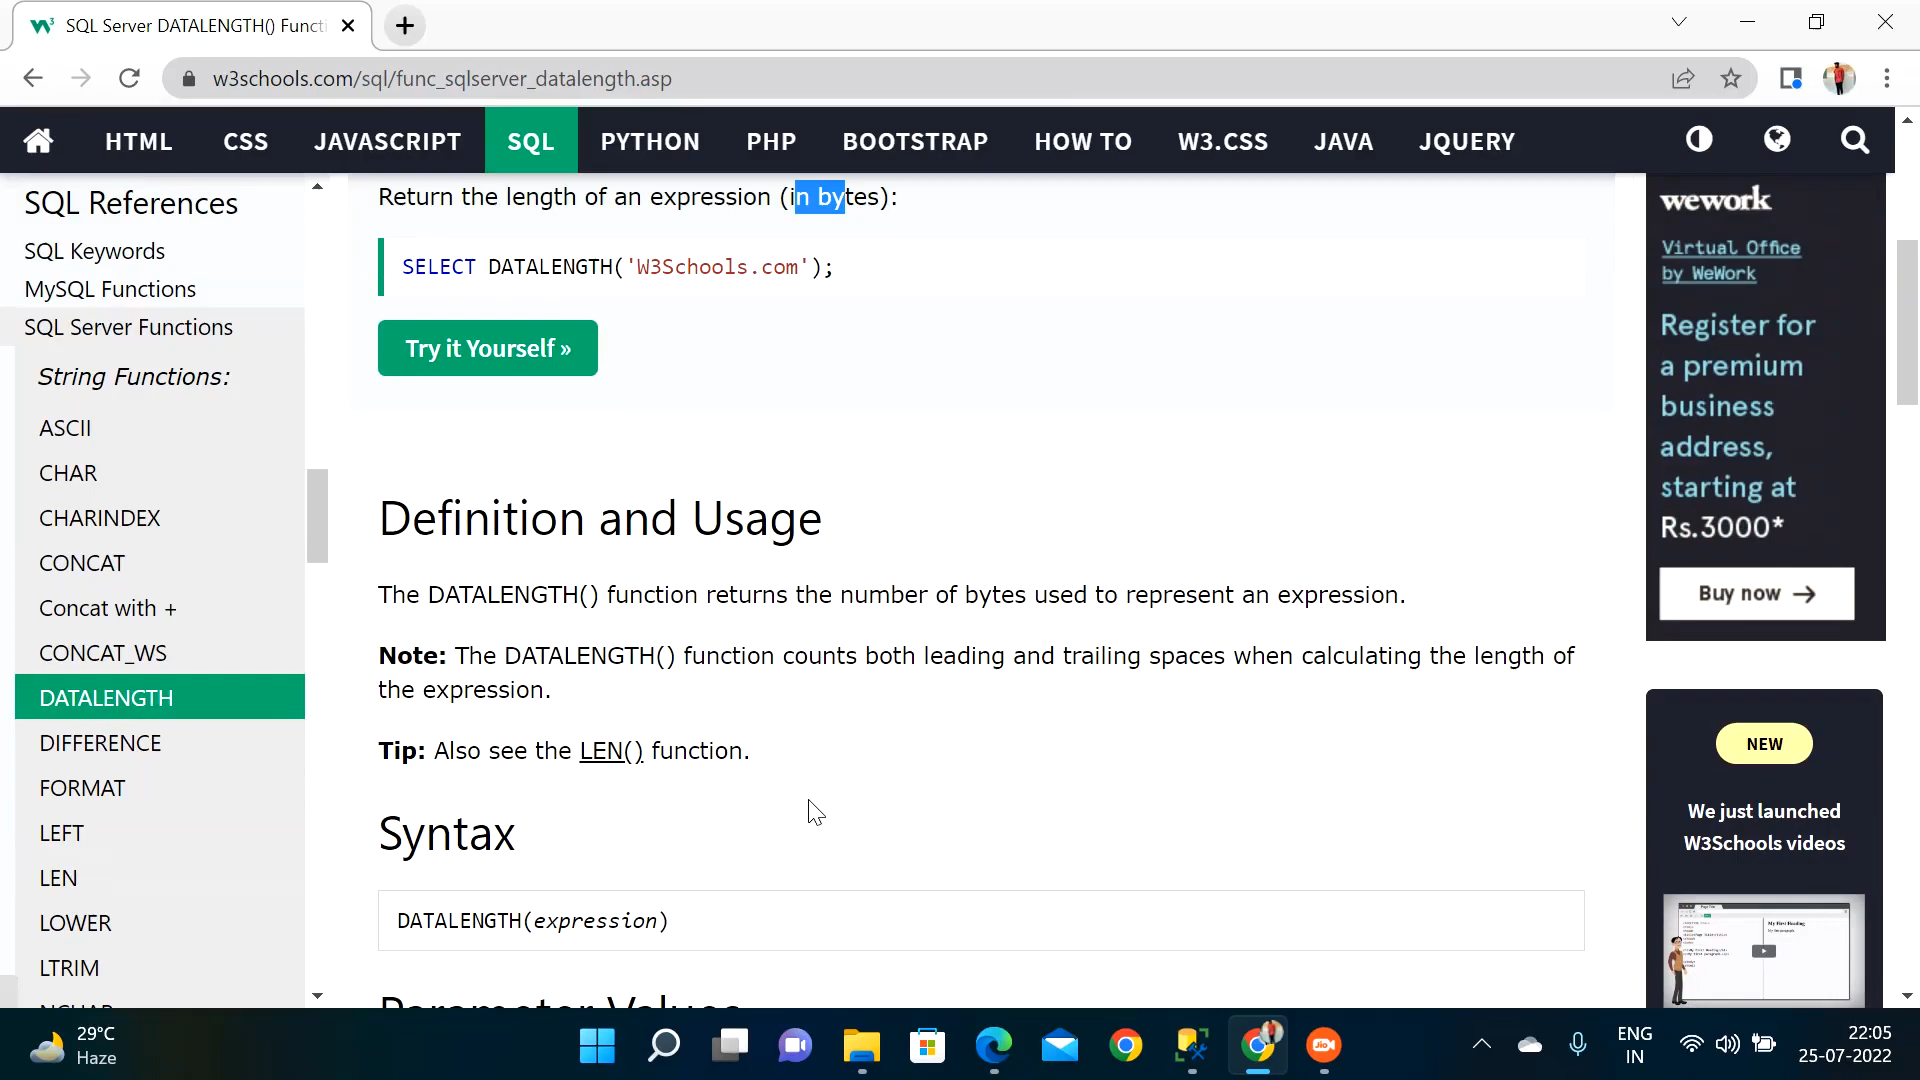 SQL Server DATALENGTH() Functi
w3schools.com/sql/func_sqlserver_datalength.asp
HTML CSS JAVASCRIPT SQL PYTHON PHP BOOTSTRAP HOW TO W3.CSS JAVA JQUERY
SQL References
SQL Keywords
MySQL Functions
SQL Server Functions
String Functions:
ASCII
CHAR
CHARINDEX
CONCAT
Concat with +
CONCAT_WS
DATALENGTH
DIFFERENCE
FORMAT
LEFT
LEN
LOWER
LTRIM
NCHAR
Return the length of an expression (in bytes):
SELECT DATALENGTH('W3Schools.com');
Try it Yourself »
Definition and Usage
The DATALENGTH() function returns the number of bytes used to represent an expression.
Note: The DATALENGTH() function counts both leading and trailing spaces when calculating the length of
the expression.
Tip: Also see the LEN() function.
Syntax
DATALENGTH(expression)
Parameter Values
wework
Virtual Office
by WeWork
Register for
a premium
business
address,
starting at
Rs.3000*
Buy now →
NEW
We just launched
W3Schools videos
29°C
Haze
Jio
ENG
IN
22:05
25-07-2022